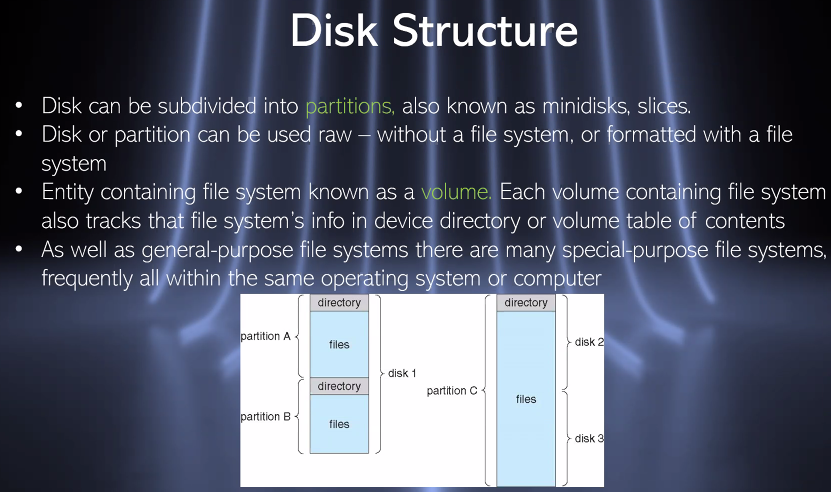 Disk Structure
• Disk can be subdivided into partitions, also known as minidisks, slices.
• Disk or partition can be used raw – without a file system, or formatted with a file
system
• Entity containing file system known as a volume. Each volume containing file system
also tracks that file system's info in device directory or volume table of contents
• As well as general-purpose file systems there are many special-purpose file systems,
frequently all within the same operating system or computer
directory
partition A
files
disk 1
directory
partition B
files
directory
disk 2
partition C
files
disk 3